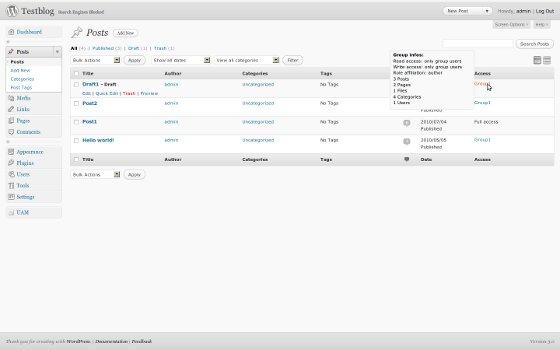 Testblog Search Engines Blocked
New Post
Howdy, admin | Log Out
Screen Options
Help
Dashboard
Posts
Posts
Add New
Categories
Post Tags
Media
Links
Pages
Comments
Appearance
Plugins
Users
Tools
Settings
UAM
Posts Add New
All (4) | Published (3) | Draft (1) | Trash (1)
Search Posts
Bulk Actions Apply Show all dates View all categories Filter
Title Author Categories Tags Access
Group infos:
Read access: only group users
Write access: only group users
Role affiliation: author
3 Posts
2 Pages
1 Files
4 Categories
1 Users
Draft1 - Draft admin Uncategorized No Tags Group1
Edit | Quick Edit | Trash | Preview
Post2 admin Uncategorized No Tags Group1
Published
Post1 admin Uncategorized No Tags 2010/07/04 Full access
Published
Hello world! admin Uncategorized No Tags 2010/05/05 Group1
Published
Title Author Categories Tags Date Access
Bulk Actions Apply
Thank you for creating with WordPress. | Documentation | Feedback